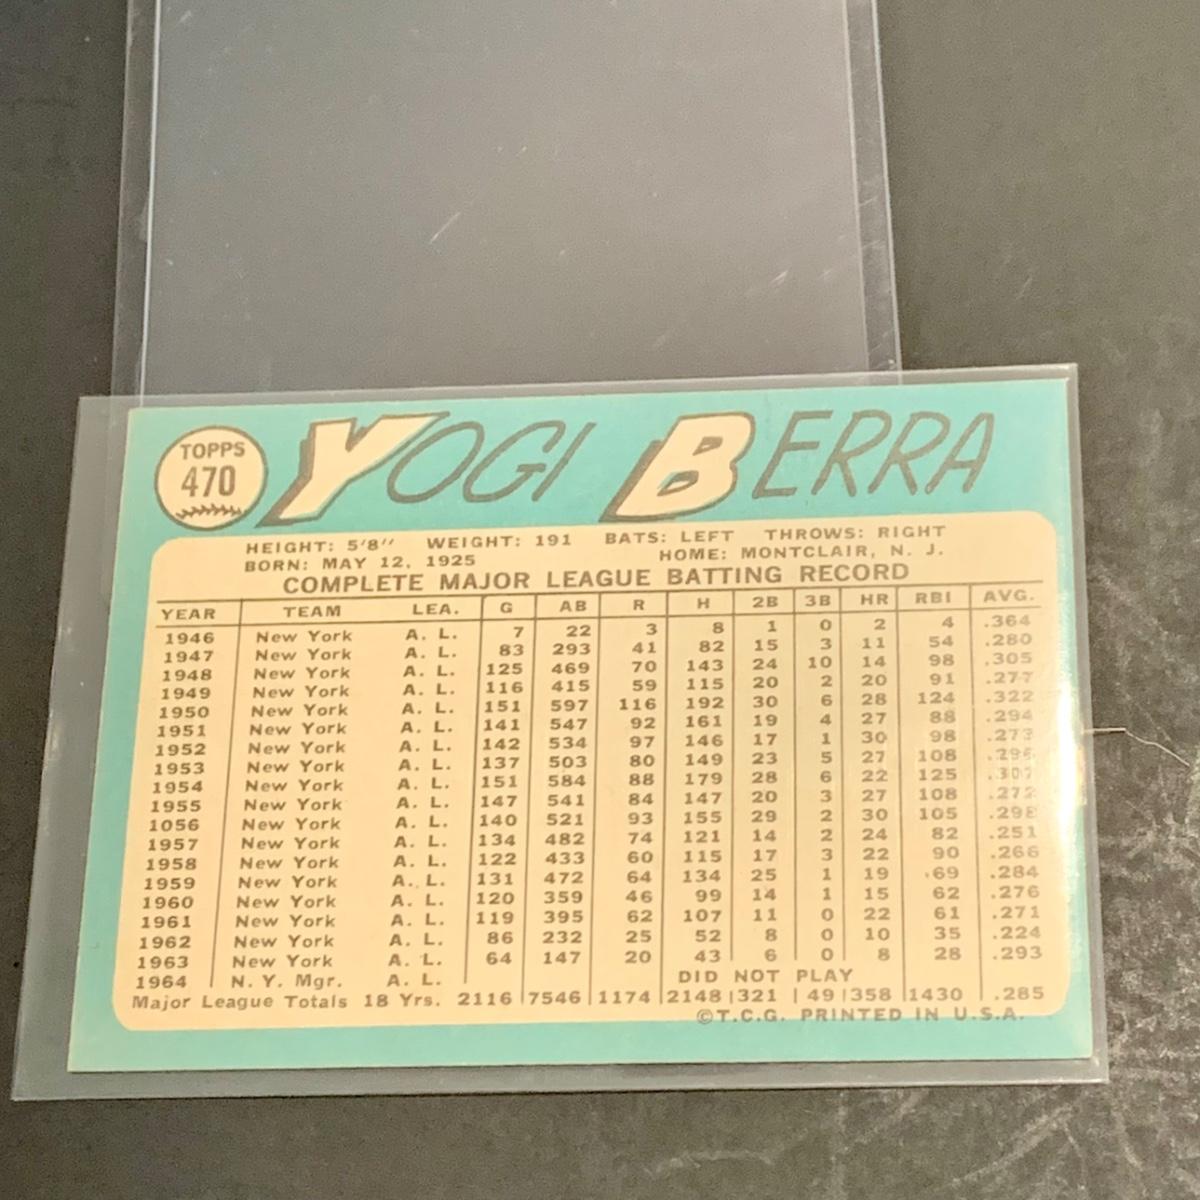 TOPPS
470
YOGI BERRA
HEIGHT: 5'8" WEIGHT: 191 BATS: LEFT THROWS: RIGHT
BORN: MAY 12, 1925 HOME: MONTCLAIR, N. J.
COMPLETE MAJOR LEAGUE BATTING RECORD
YEAR TEAM LEA. G AB R H 2B 3B HR RBI AVG.
1946 New York A. L. 7 22 3 8 1 0 2 4 .364
1947 New York A. L. 83 293 41 82 15 3 11 54 .280
1948 New York A. L. 125 469 70 143 24 10 14 98 .305
1949 New York A. L. 116 415 59 115 20 2 20 91 .277
1950 New York A. L. 151 597 116 192 30 6 28 124 .322
1951 New York A. L. 141 547 92 161 19 4 27 88 .294
1952 New York A. L. 142 534 97 146 17 1 30 98 .273
1953 New York A. L. 137 503 80 149 23 5 27 108 .296
1954 New York A. L. 151 584 88 179 28 6 22 125 .307
1955 New York A. L. 147 541 84 147 20 3 27 108 .272
1056 New York A. L. 140 521 93 155 29 2 30 105 .298
1957 New York A. L. 134 482 74 121 14 2 24 82 .251
1958 New York A. L. 122 433 60 115 17 3 22 90 .266
1959 New York A. L. 131 472 64 134 25 1 19 69 .284
1960 New York A. L. 120 359 46 99 14 1 15 62 .276
1961 New York A. L. 119 395 62 107 11 0 22 61 .271
1962 New York A. L. 86 232 25 52 8 0 10 35 .224
1963 New York A. L. 64 147 20 43 6 0 8 28 .293
1964 N. Y. Mgr. A. L. DID NOT PLAY
Major League Totals 18 Yrs. 2116 7546 1174 2148 321 49 358 1430 .285
©T.C.G. PRINTED IN U.S.A.